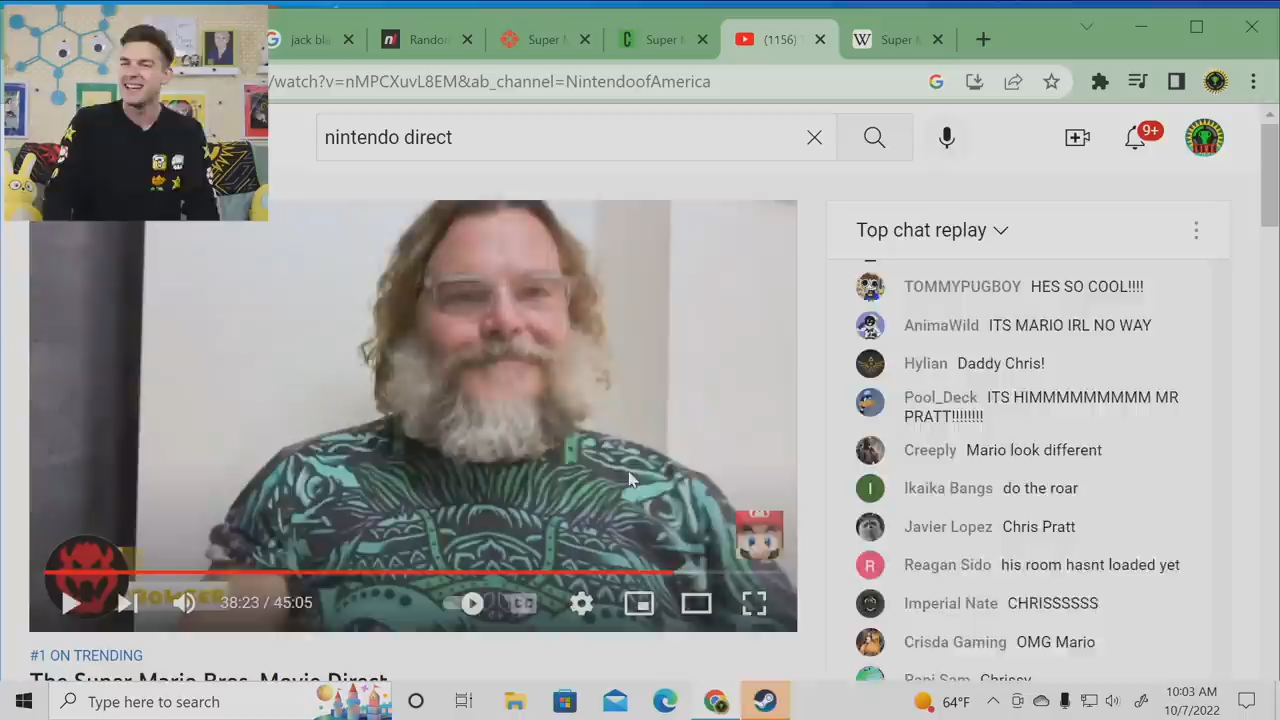 jack bla
Randor
Super M
Super M
(1156)
Super M
/watch?v=nMPCXuvL8EM&ab_channel=NintendoofAmerica
nintendo direct
9+
Top chat replay
TOMMYPUGBOY HES SO COOL!!!!
AnimaWild ITS MARIO IRL NO WAY
Hylian Daddy Chris!
Pool_Deck ITS HIMMMMMMMMM MR
PRATT!!!!!!!!
Creeply Mario look different
I
Ikaika Bangs do the roar
Javier Lopez Chris Pratt
R
Reagan Sido his room hasnt loaded yet
Imperial Nate CHRISSSSSS
Crisda Gaming OMG Mario
38:23 / 45:05
#1 ON TRENDING
The Super Mario Bros. Movie Direct
Type here to search
64°F
10:03 AM
10/7/2022